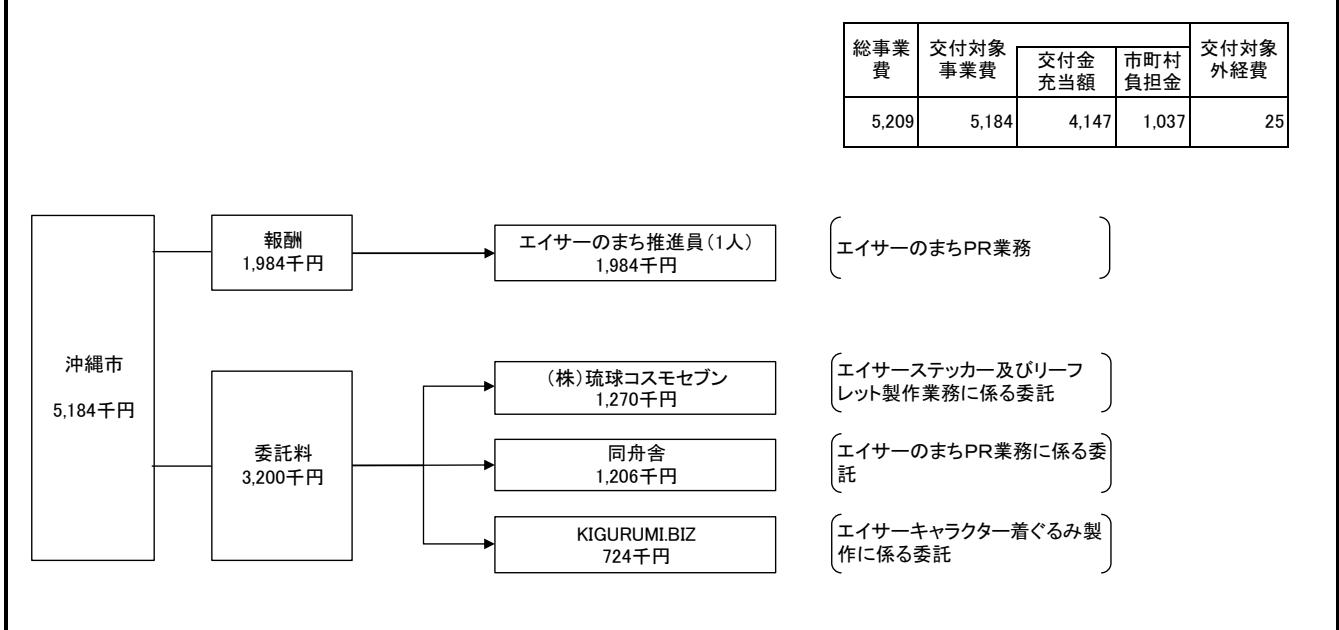 総事業
費
交付対象
事業費
交付金
充当額
市町村
負担金
交付対象
外経費
5,209
5,184
4,147
1,037
25
沖縄市
5,184千円
報酬
1,984千円
エイサーのまち推進員(1人)
1,984千円
エイサーのまちPR業務
委託料
3,200千円
(株)琉球コスモセブン
1,270千円
エイサーステッカー及びリーフ
レット製作業務に係る委託
同舟舎
1,206千円
エイサーのまちPR業務に係る委
託
KIGURUMI.BIZ
724千円
エイサーキャラクター着ぐるみ製
作に係る委託